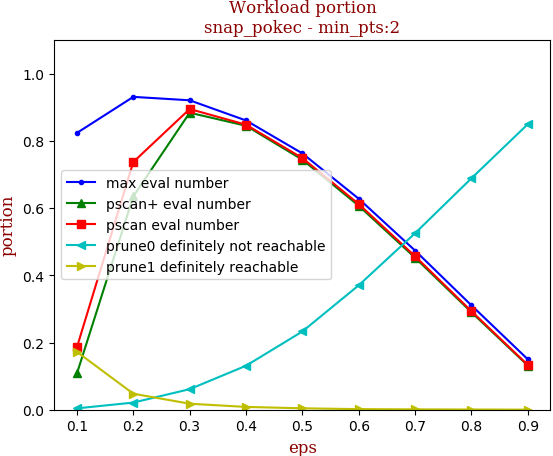 Workload portion
snap_pokec - min_pts:2
portion
1.0
0.8
0.6
0.4
0.2
0.0
max eval number
pscan+ eval number
pscan eval number
prune0 definitely not reachable
prune1 definitely reachable
0.1 0.2 0.3 0.4 0.5 0.6 0.7 0.8 0.9
eps